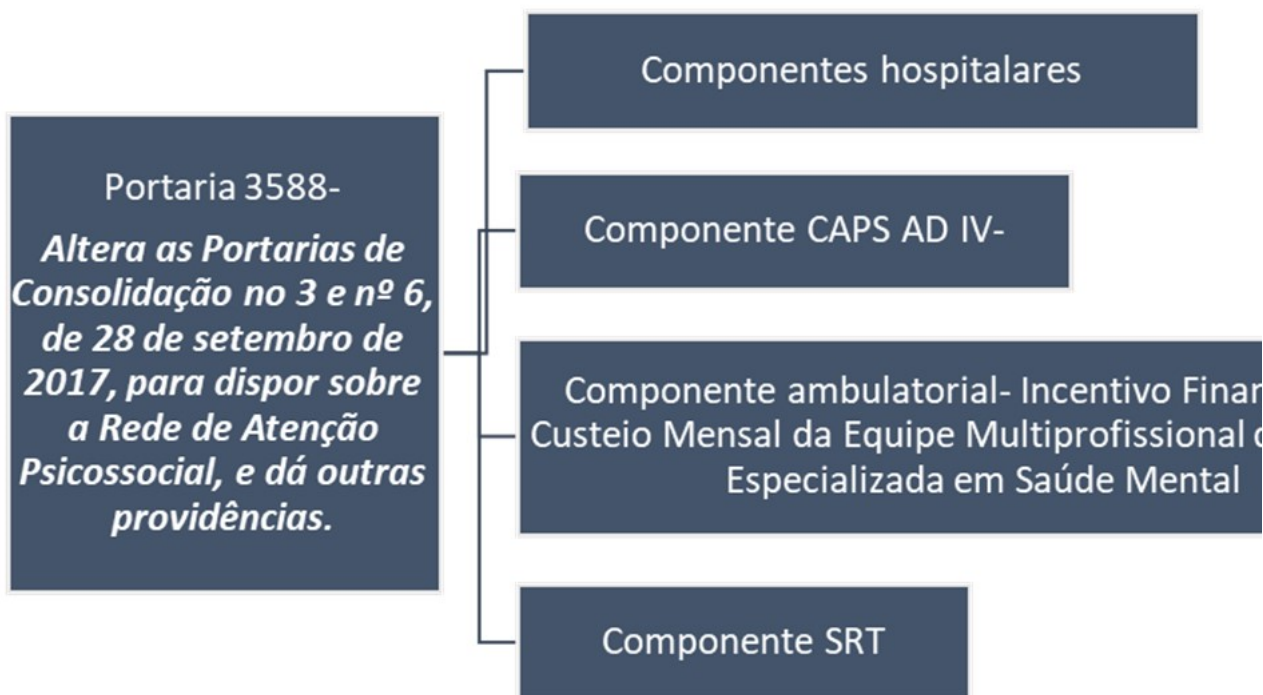 Portaria 3588-
Altera as Portarias de
Consolidação no 3 e nº 6,
de 28 de setembro de
2017, para dispor sobre
a Rede de Atenção
Psicossocial, e dá outras
providências.
Componentes hospitalares
Componente CAPS AD IV-
Componente ambulatorial- Incentivo
Custeio Mensal da Equipe Multiprofissional
Especializada em Saúde Mental
Componente SRT